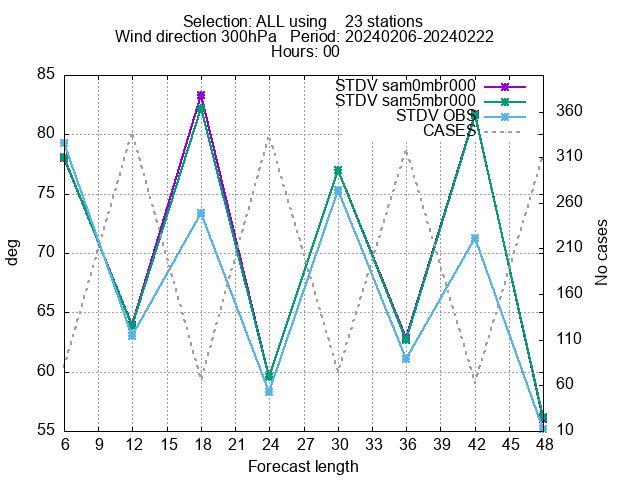 Selection: ALL using 23 stations
Wind direction 300hPa Period: 20240206-20240222
Hours: 00
STDV sam0mbr000
STDV sam5mbr000
STDV OBS
CASES
85
80
75
70
65
60
55
deg
360
310
260
210
160
110
60
10
No cases
6 9 12 15 18 21 24 27 30 33 36 39 42 45 48
Forecast length